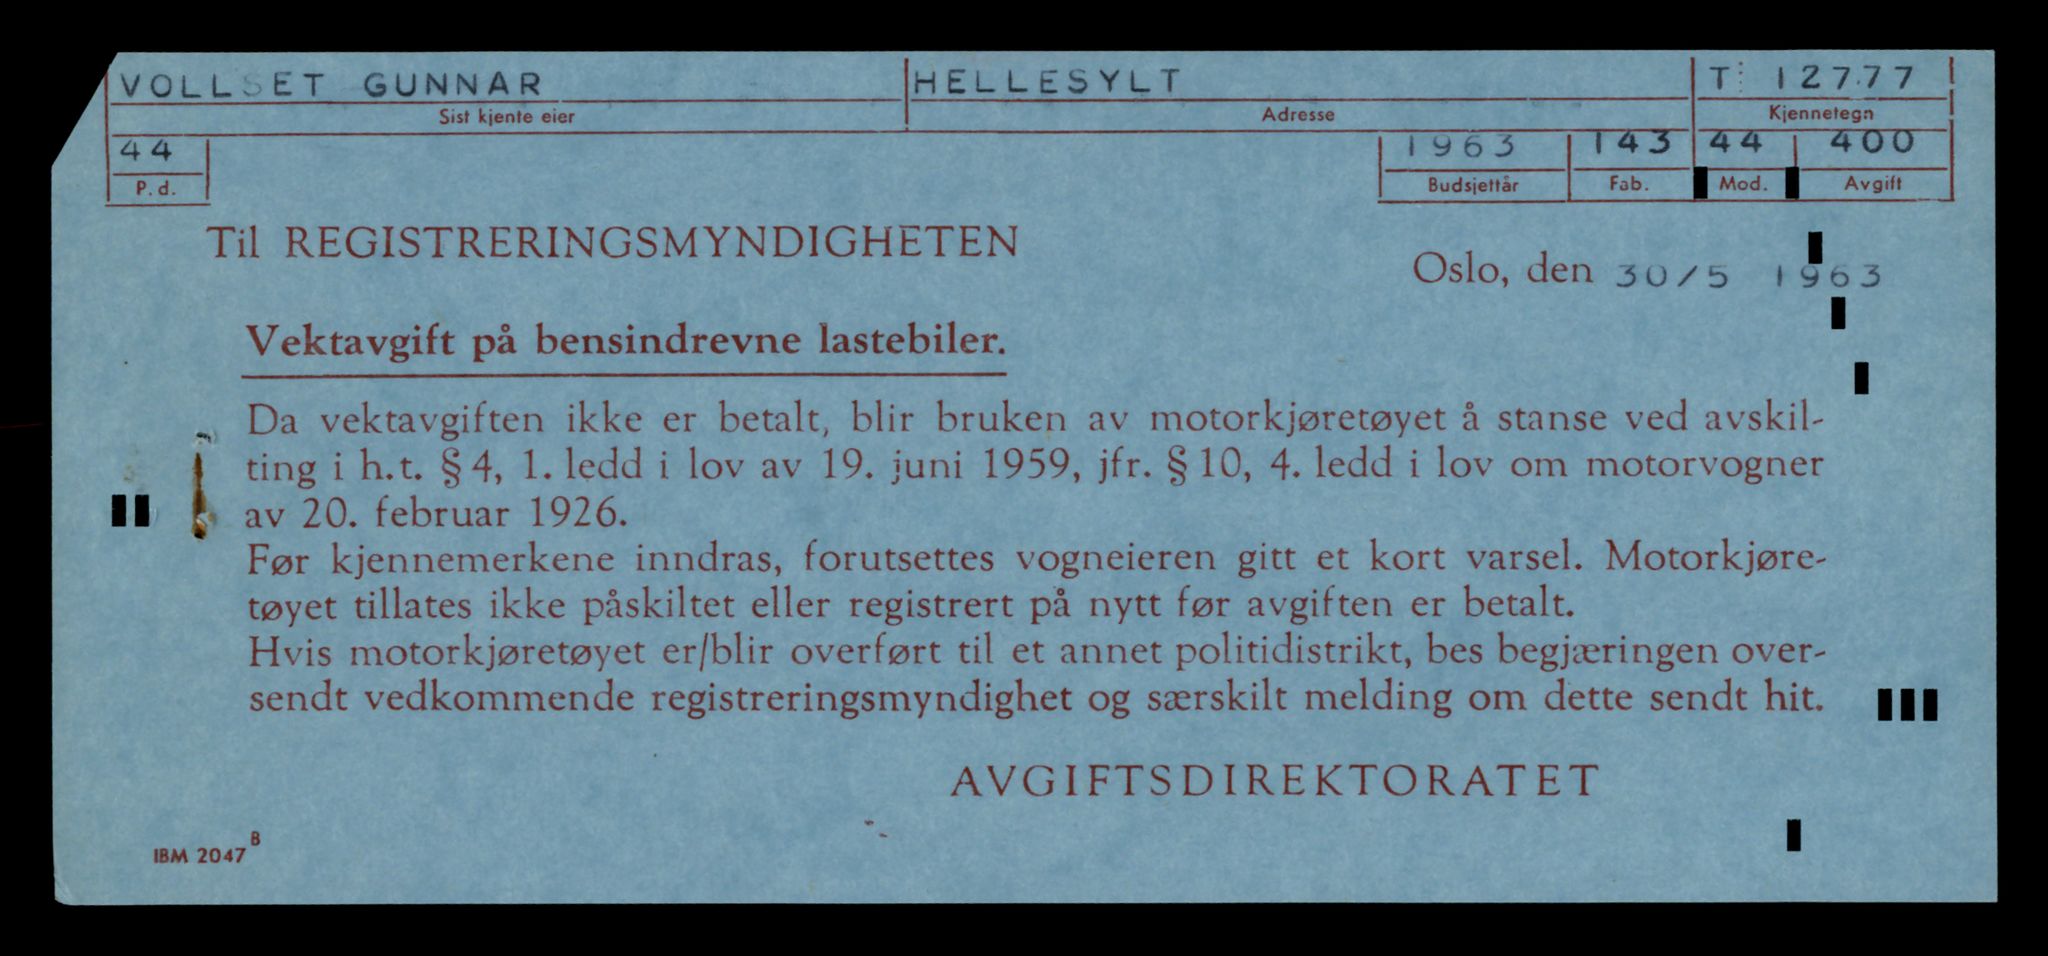 VOLLSET GUNNAR HELLESYLT T 12777
Sist kjente eier Adresse Kjennetegn
44 1963 143 44 400
P. d. Budsjettår Fab. Mod. Avgift
Til REGISTRERINGSMYNDIGHETEN
Oslo, den 30/5 1963
Vektavgift på bensindrevne lastebiler.
Da vektavgiften ikke er betalt, blir bruken av motorkjøretøyet å stanse ved avskil-
ting i h.t. § 4, 1. ledd i lov av 19. juni 1959, jfr. § 10, 4. ledd i lov om motorvogner
av 20. februar 1926.
Før kjennemerkene inndras, forutsettes vogneieren gitt et kort varsel. Motorkjøre-
tøyet tillates ikke påskiltet eller registrert på nytt før avgiften er betalt.
Hvis motorkjøretøyet er/blir overført til et annet politidistrikt, bes begjæringen over-
sendt vedkommende registreringsmyndighet og særskilt melding om dette sendt hit.
AVGIFTSDIREKTORATET
IBM 2047 B